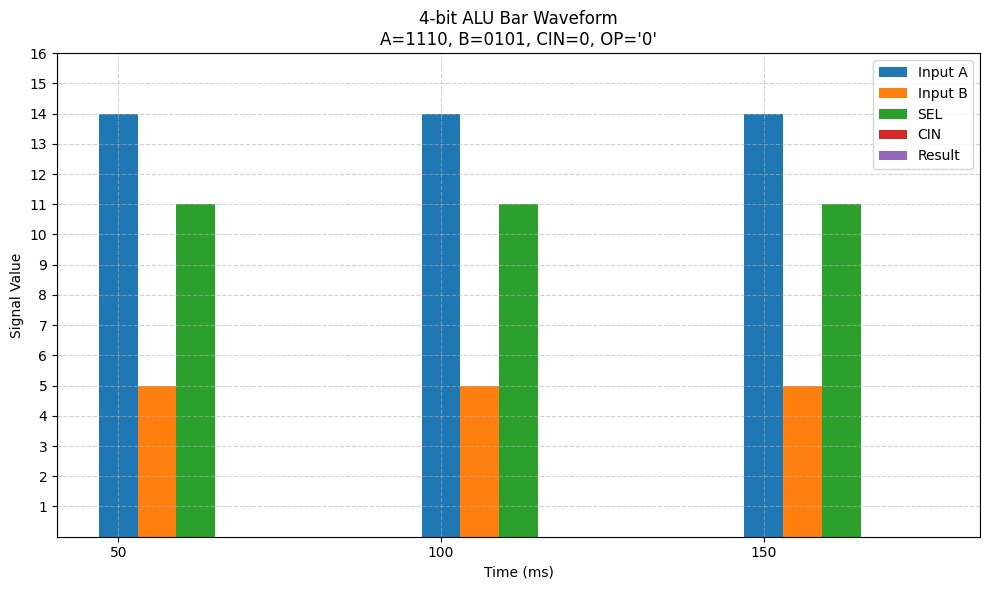 4-bit ALU Bar Waveform
A=1110, B=0101, CIN=0, OP='0'
Signal Value
16
15
14
13
12
11
10
9
8
7
6
5
4
3
2
1
Input A
Input B
SEL
CIN
Result
50
100
150
Time (ms)